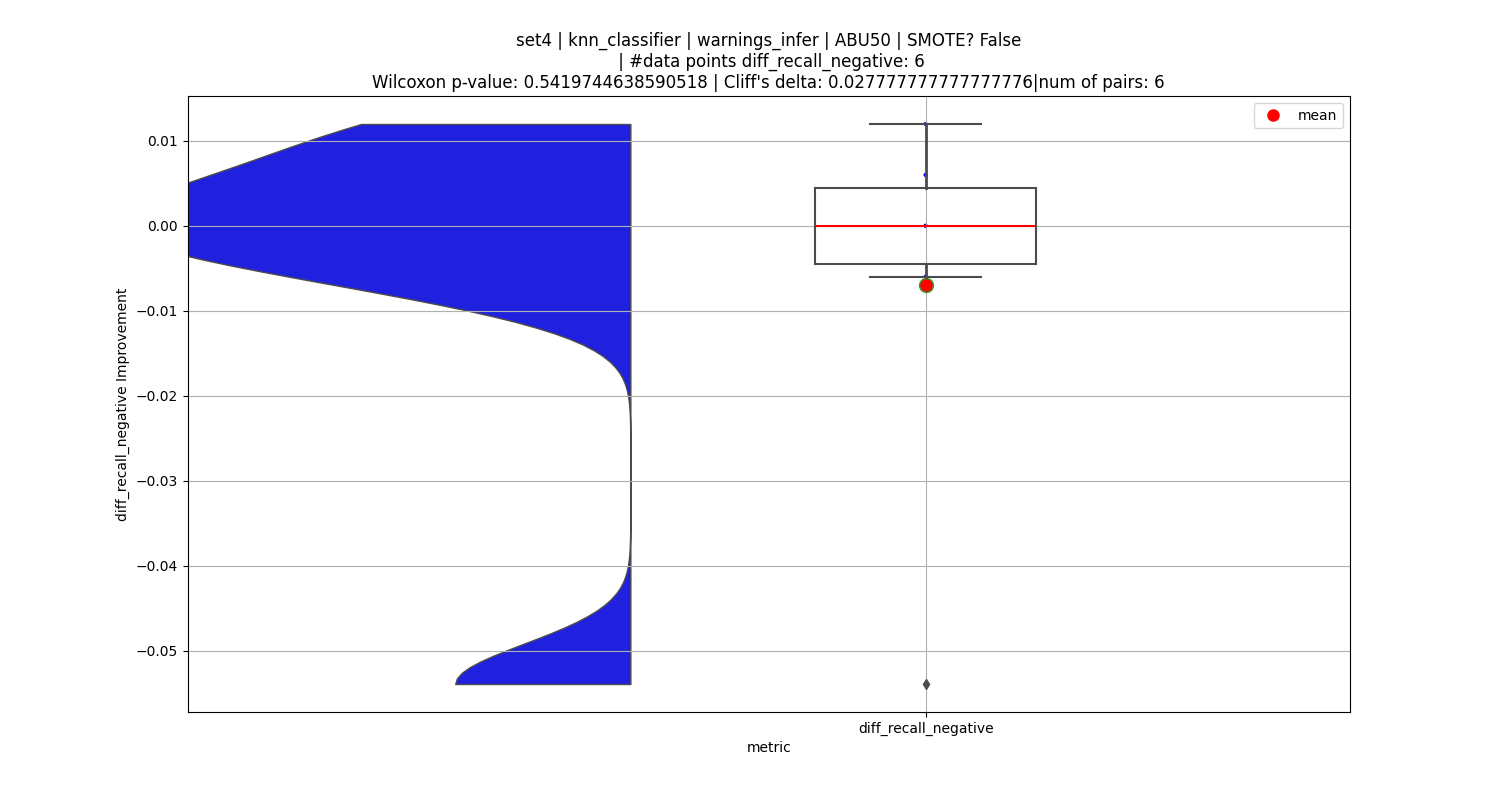 set4 | knn_classifier | warnings_infer | ABU50 | SMOTE? False
| #data points diff_recall_negative: 6
Wilcoxon p-value: 0.5419744638590518 | Cliff's delta: 0.027777777777777776|num of pairs: 6
mean
0.01
0.00
−0.01
−0.02
−0.03
−0.04
−0.05
diff_recall_negative Improvement
diff_recall_negative
metric